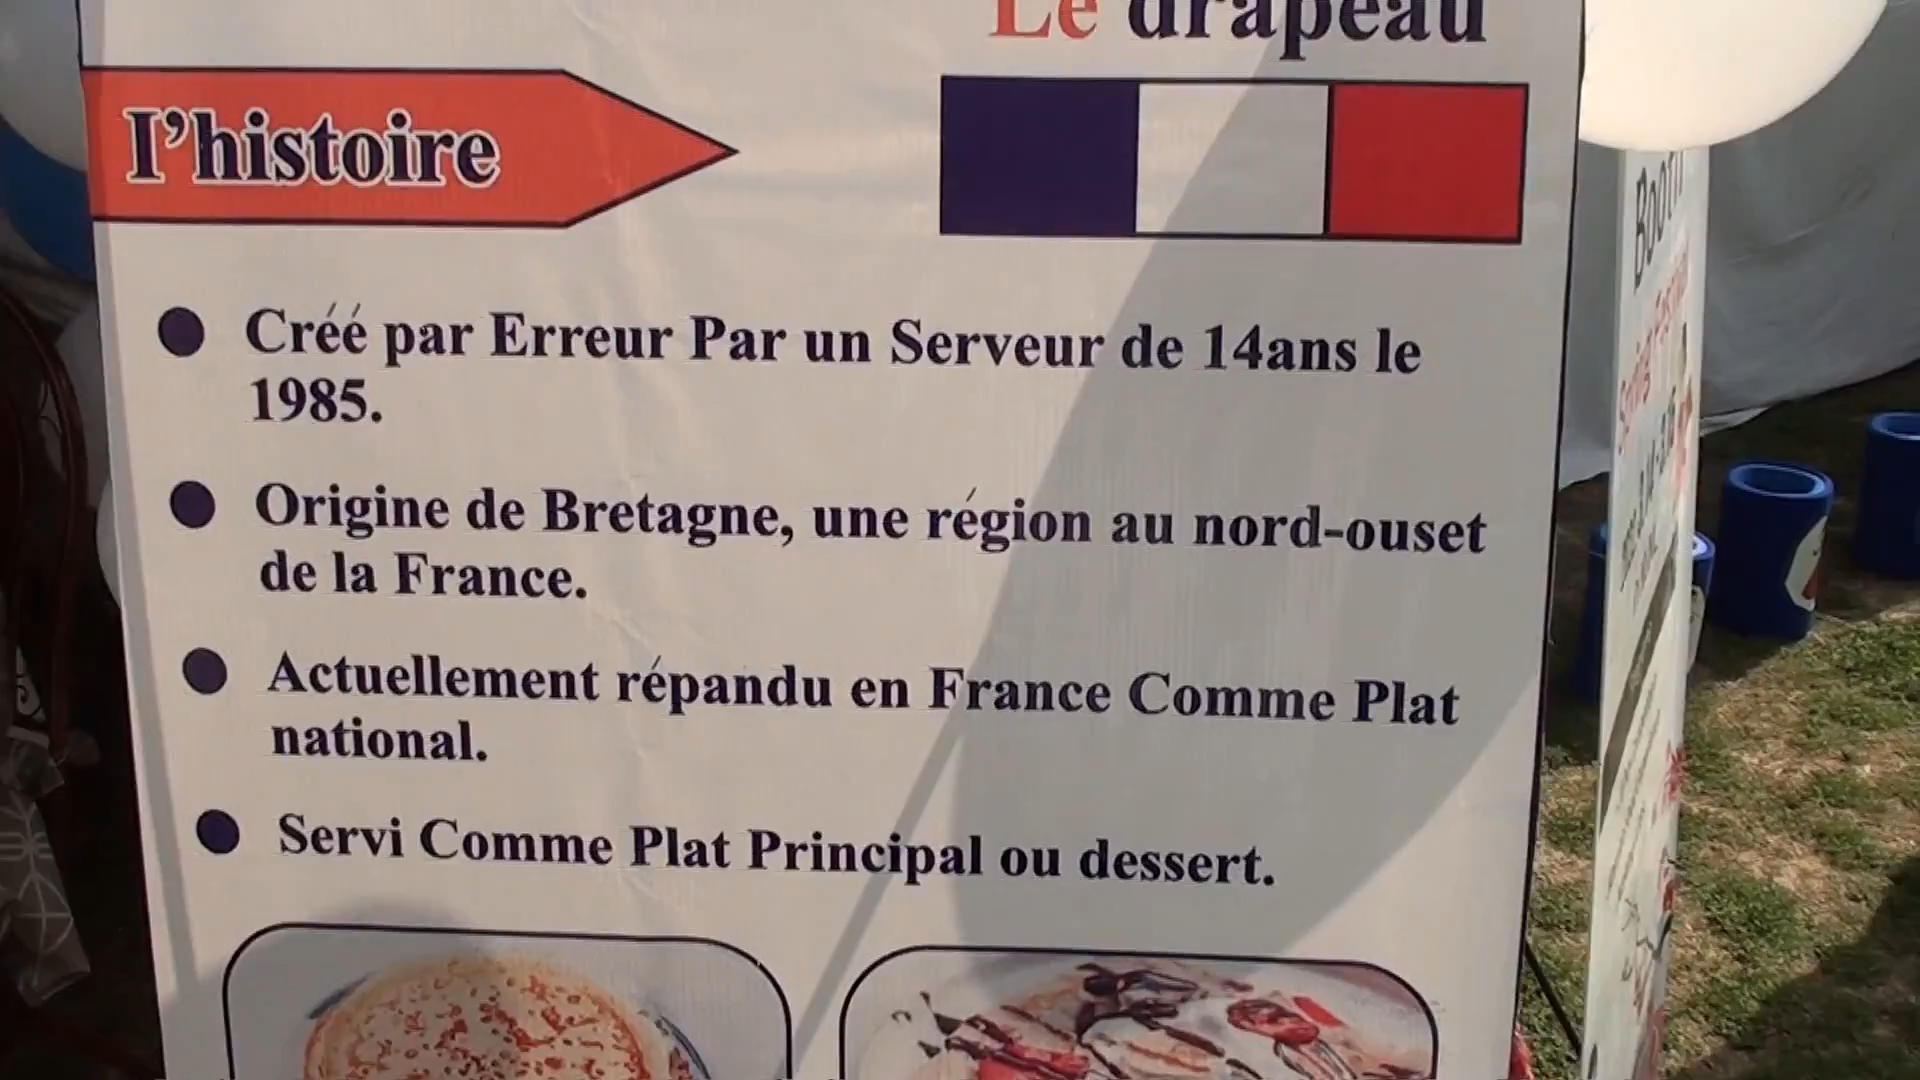 Le drapeau
I'histoire
Créé par Erreur Par un Serveur de 14ans le
1985.
Origine de Bretagne, une région au nord-ouset
de la France.
Actuellement répandu en France Comme Plat
national.
Servi Comme Plat Principal ou dessert.
Booth